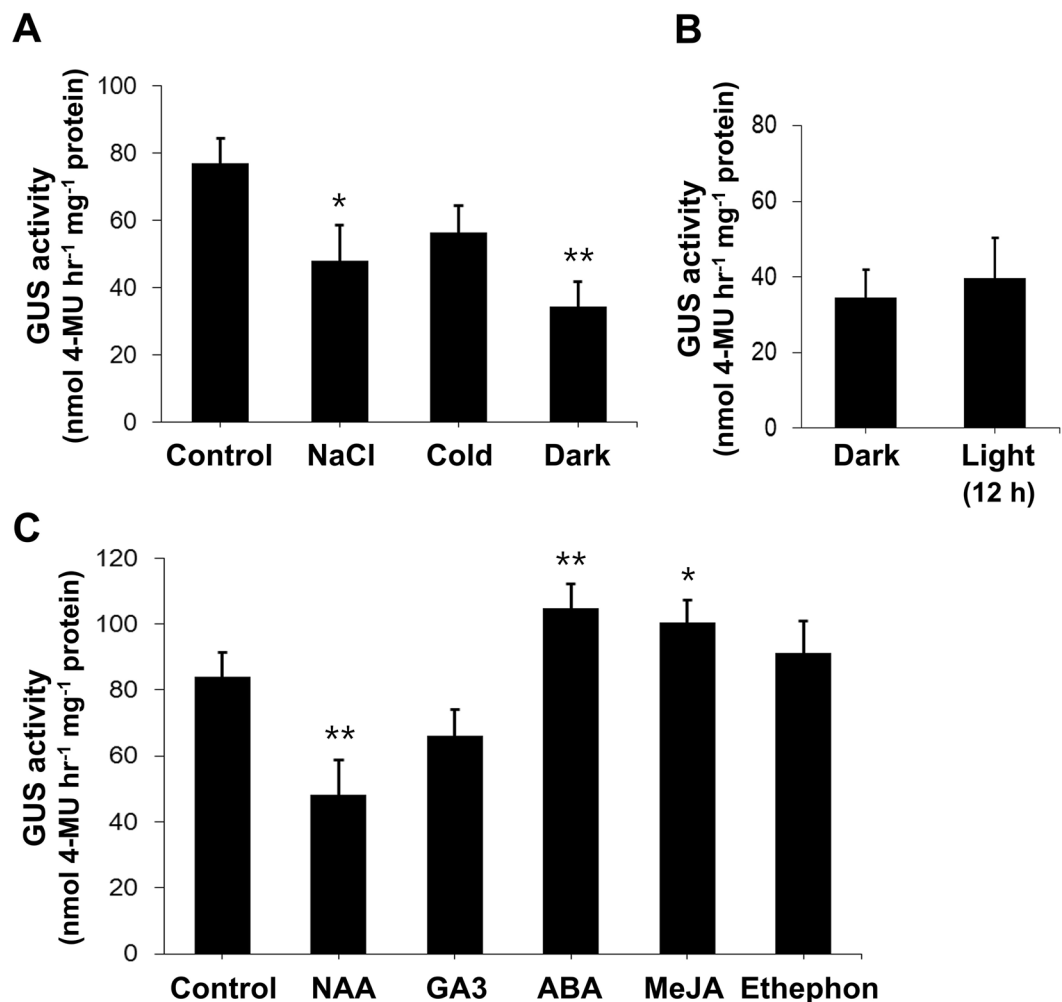 A
GUS activity
(nmol 4-MU hr⁻¹ mg⁻¹ protein)
100
80
60
40
20
0
*
**
Control NaCl Cold Dark
B
GUS activity
(nmol 4-MU hr⁻¹ mg⁻¹ protein)
80
60
40
20
0
Dark Light
(12 h)
C
GUS activity
(nmol 4-MU hr⁻¹ mg⁻¹ protein)
120
100
80
60
40
20
0
**
**
*
Control NAA GA3 ABA MeJA Ethephon